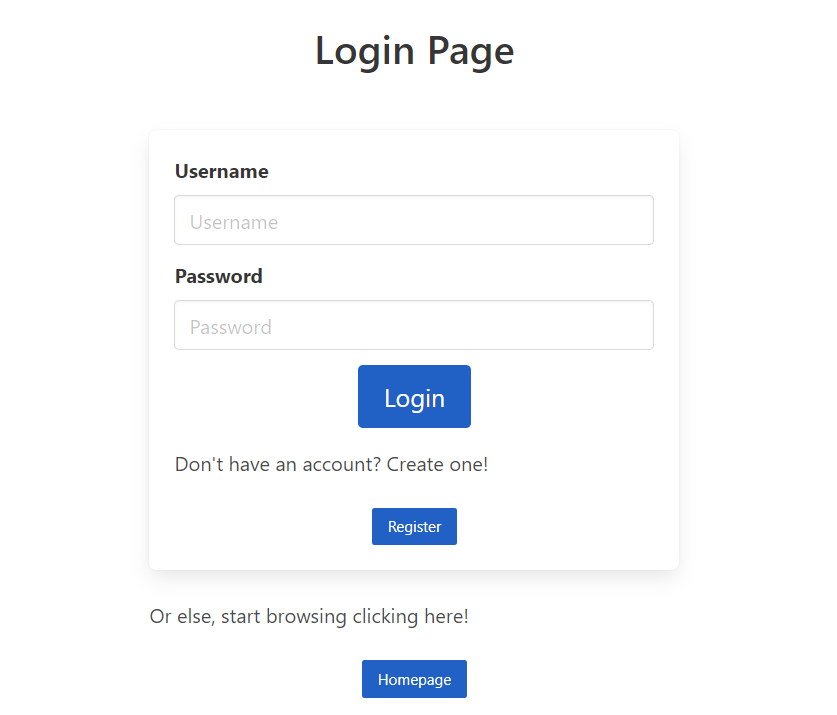 Login Page
Username
Username
Password
Password
Login
Don't have an account? Create one!
Register
Or else, start browsing clicking here!
Homepage